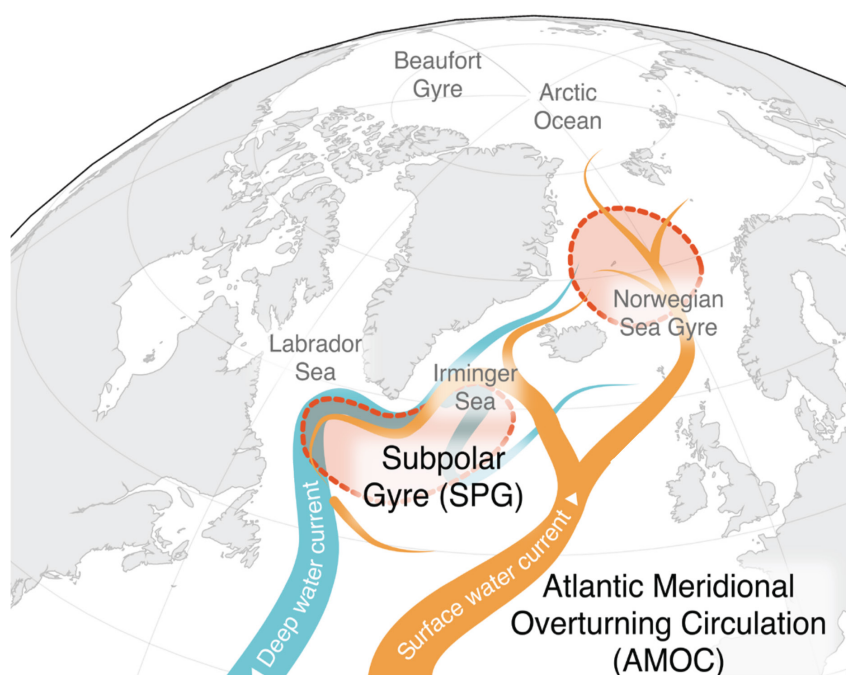 Beaufort
Gyre
Arctic
Ocean
Norwegian
Sea Gyre
Labrador
Sea
Irminger
Sea
Subpolar
Gyre (SPG)
Deep water current
Surface water current
Atlantic Meridional
Overturning Circulation
(AMOC)